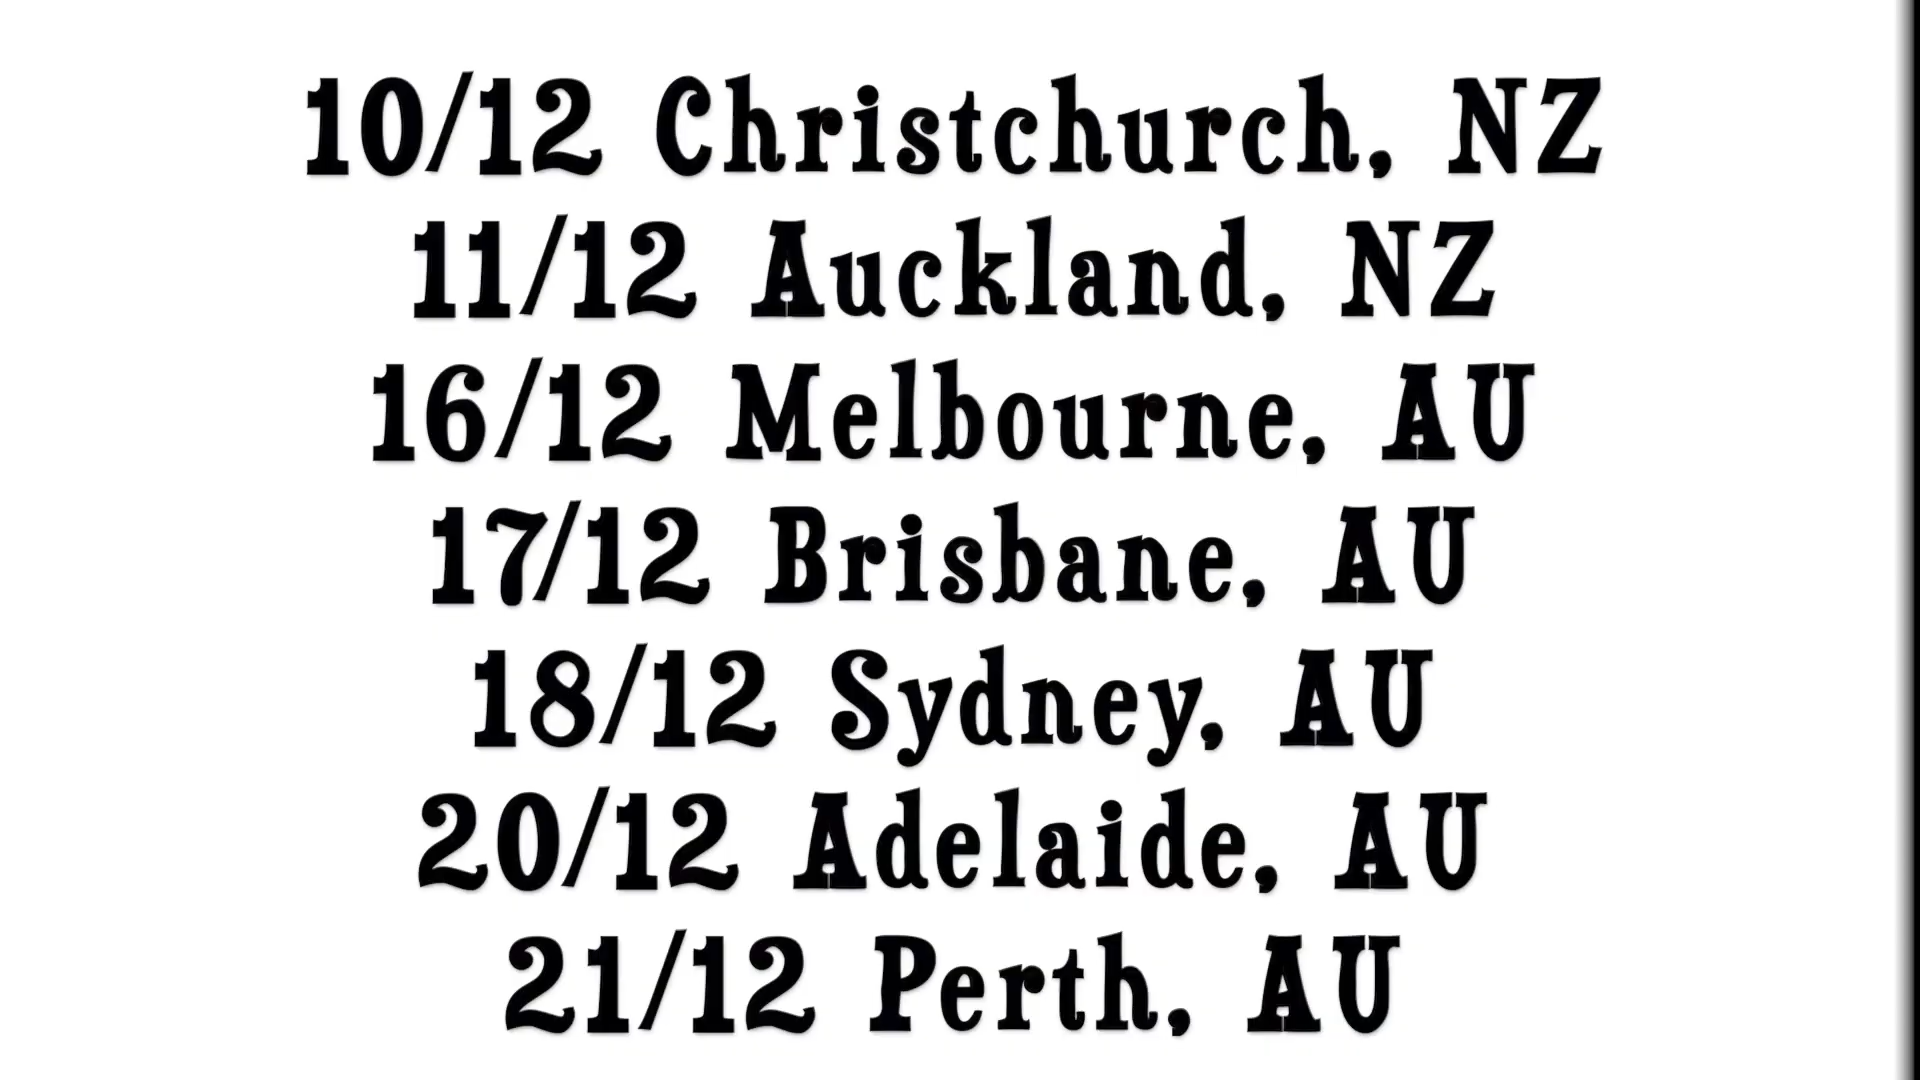 10/12 Christchurch, NZ
11/12 Auckland, NZ
16/12 Melbourne, AU
17/12 Brisbane, AU
18/12 Sydney, AU
20/12 Adelaide, AU
21/12 Perth, AU